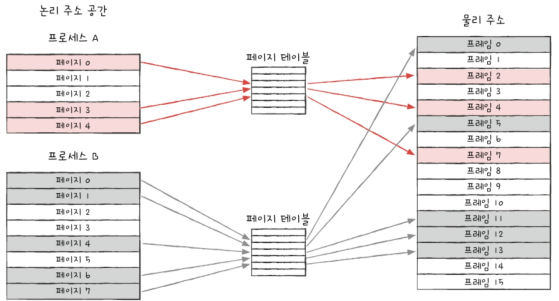 논리 주소 공간
프로세스 A
페이지 0
페이지 1
페이지 2
페이지 3
페이지 4
페이지 테이블
프로세스 B
페이지 0
페이지 1
페이지 2
페이지 3
페이지 4
페이지 5
페이지 6
페이지 7
페이지 테이블
물리 주소
프레임 0
프레임 1
프레임 2
프레임 3
프레임 4
프레임 5
프레임 6
프레임 7
프레임 8
프레임 9
프레임 10
프레임 11
프레임 12
프레임 13
프레임 14
프레임 15